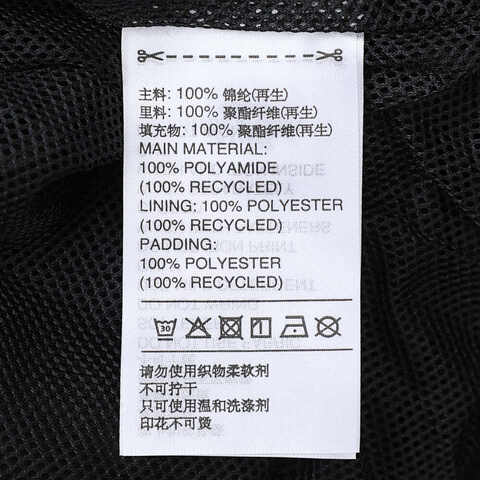 主料: 100% 锦纶(再生)
里料: 100% 聚酯纤维(再生)
填充物: 100% 聚酯纤维(再生)
MAIN MATERIAL:
100% POLYAMIDE
(100% RECYCLED)
LINING: 100% POLYESTER
(100% RECYCLED)
PADDING:
100% POLYESTER
(100% RECYCLED)
30
请勿使用织物柔软剂
不可拧干
只可使用温和洗涤剂
印花不可烫